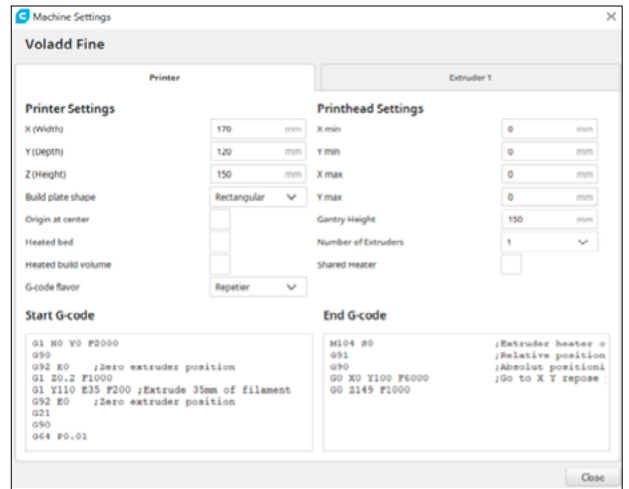 Machine Settings
Voladd Fine
Printer
Extruder 1
Printer Settings
X (Width) 170 mm
Y (Depth) 120 mm
Z (Height) 150 mm
Build plate shape Rectangular
Origin at center
Heated bed
Heated build volume
G-code flavor Repetier
Printhead Settings
X min 0 mm
Y min 0 mm
X max 0 mm
Y max 0 mm
Gantry Height 150 mm
Number of Extruders 1
Shared Heater
Start G-code
G1 X0 Y0 F2000
G90
G92 E0 ;Zero extruder position
G1 Z0.2 F1000
G1 Y110 E35 F200 ;Extrude 35mm of filament
G92 E0 ;Zero extruder position
G21
G90
G64 P0.01
End G-code
M104 S0 ;Extruder heater o
G91 ;Relative position
G90 ;Absolut positioni
G0 X0 Y100 F6000 ;Go to X Y repose
G0 Z149 F1000
Close